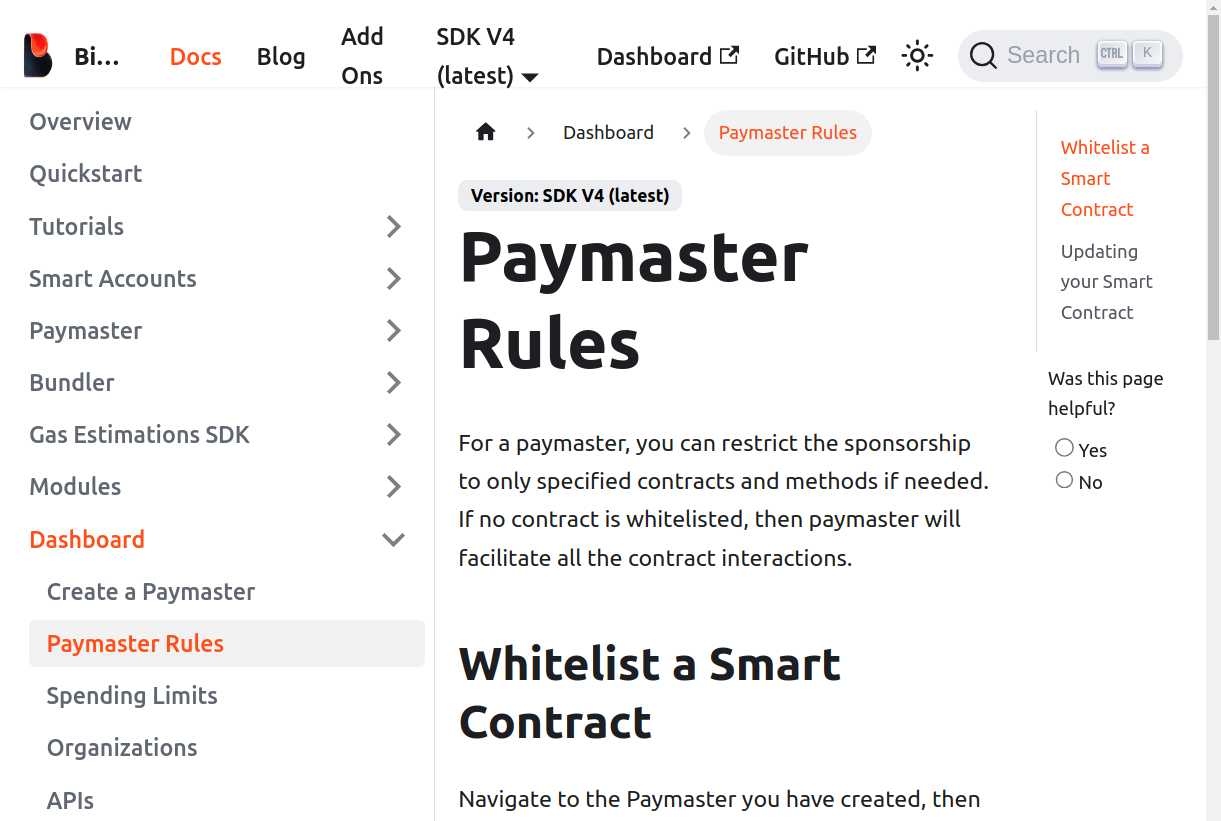 Bi...
Docs
Blog
Add
Ons
SDK V4
(latest)
Dashboard
GitHub
Search
CTRL
K
Overview
Quickstart
Tutorials
Smart Accounts
Paymaster
Bundler
Gas Estimations SDK
Modules
Dashboard
Create a Paymaster
Paymaster Rules
Spending Limits
Organizations
APIs
Dashboard
Paymaster Rules
Version: SDK V4 (latest)
Paymaster
Rules
For a paymaster, you can restrict the sponsorship
to only specified contracts and methods if needed.
If no contract is whitelisted, then paymaster will
facilitate all the contract interactions.
Whitelist a Smart
Contract
Navigate to the Paymaster you have created, then
Whitelist a
Smart
Contract
Updating
your Smart
Contract
Was this page
helpful?
Yes
No